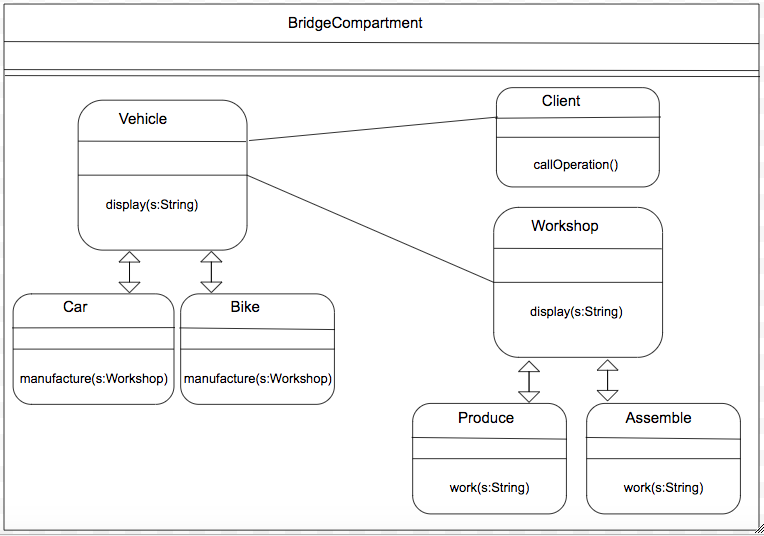 BridgeCompartment
Vehicle
display(s:String)
Client
callOperation()
Workshop
display(s:String)
Car
manufacture(s:Workshop)
Bike
manufacture(s:Workshop)
Produce
work(s:String)
Assemble
work(s:String)